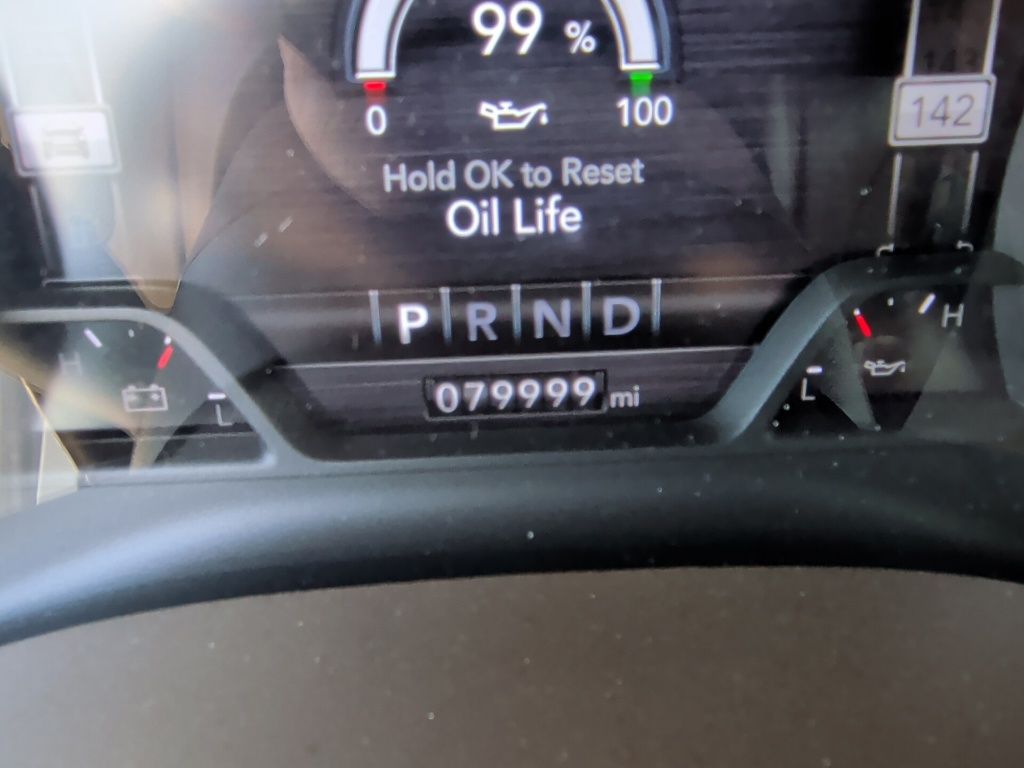 99 %
0 100
142
Hold OK to Reset
Oil Life
P R N D
H H
079999 mi
L L